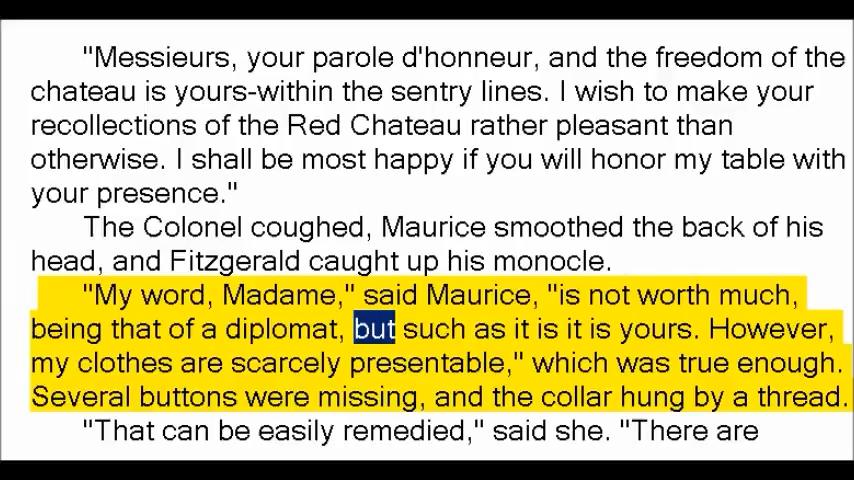 "Messieurs, your parole d'honneur, and the freedom of the
chateau is yours-within the sentry lines. I wish to make your
recollections of the Red Chateau rather pleasant than
otherwise. I shall be most happy if you will honor my table with
your presence."
The Colonel coughed, Maurice smoothed the back of his
head, and Fitzgerald caught up his monocle.
"My word, Madame," said Maurice, "is not worth much,
being that of a diplomat, but such as it is it is yours. However,
my clothes are scarcely presentable," which was true enough.
Several buttons were missing, and the collar hung by a thread.
"That can be easily remedied," said she. "There are